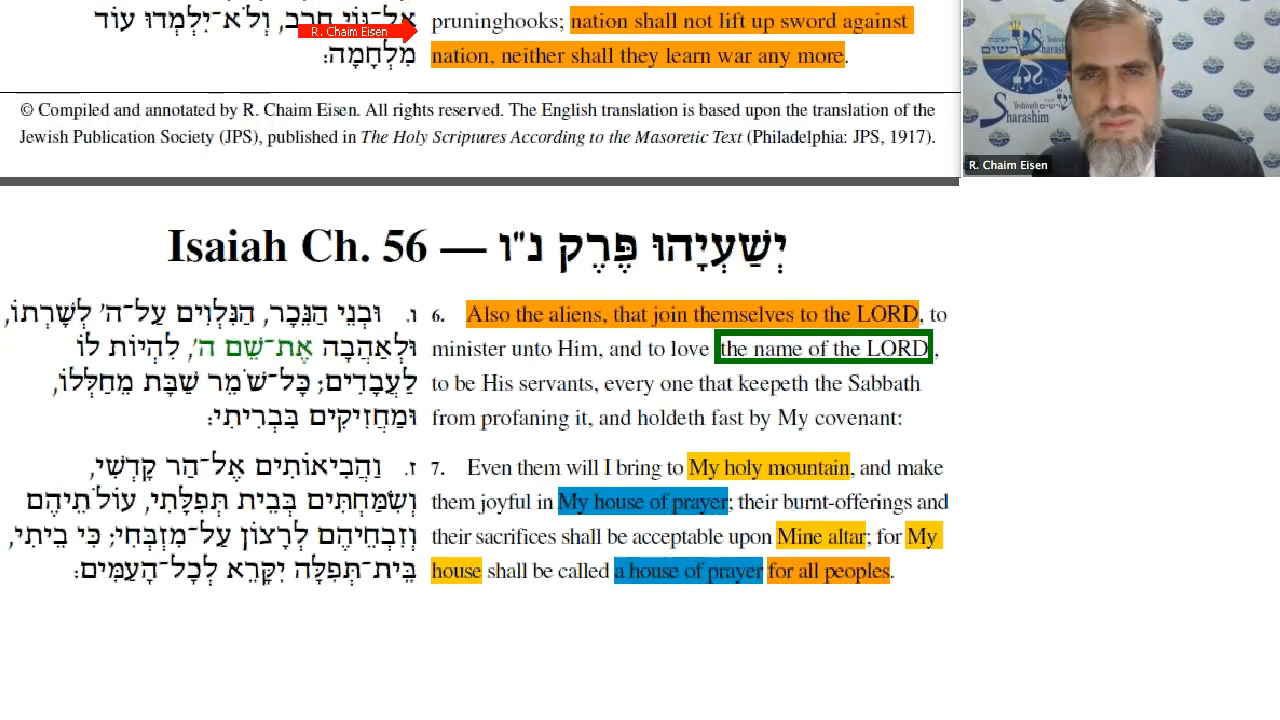 אֶל־גּוֹי חֶרֶב, וְלֹא־יִלְמְדוּ עוֹד
מִלְחָמָה:
R. Chaim Eisen
pruninghooks; nation shall not lift up sword against
nation, neither shall they learn war any more.
© Compiled and annotated by R. Chaim Eisen. All rights reserved. The English translation is based upon the translation of the
Jewish Publication Society (JPS), published in The Holy Scriptures According to the Masoretic Text (Philadelphia: JPS, 1917).
Yeshivath
Sharashim
R. Chaim Eisen
Isaiah Ch. 56 — יְשַׁעְיָהוּ פֶּרֶק נ"ו
ו. וּבְנֵי הַנֵּכָר, הַנִּלְוִים עַל־ה' לְשָׁרְתוֹ,
וּלְאַהֲבָה אֶת־שֵׁם ה', לִהְיוֹת לוֹ
לַעֲבָדִים; כָּל־שֹׁמֵר שַׁבָּת מֵחַלְּלוֹ,
וּמַחֲזִיקִים בִּבְרִיתִי:
6. Also the aliens, that join themselves to the LORD, to
minister unto Him, and to love the name of the LORD,
to be His servants, every one that keepeth the Sabbath
from profaning it, and holdeth fast by My covenant:
ז. וַהֲבִיאוֹתִים אֶל־הַר קָדְשִׁי,
וְשִׂמַּחְתִּים בְּבֵית תְּפִלָּתִי, עוֹלֹתֵיהֶם
וְזִבְחֵיהֶם לְרָצוֹן עַל־מִזְבְּחִי; כִּי בֵיתִי,
בֵּית־תְּפִלָּה יִקָּרֵא לְכָל־הָעַמִּים:
7. Even them will I bring to My holy mountain, and make
them joyful in My house of prayer; their burnt-offerings and
their sacrifices shall be acceptable upon Mine altar; for My
house shall be called a house of prayer for all peoples.